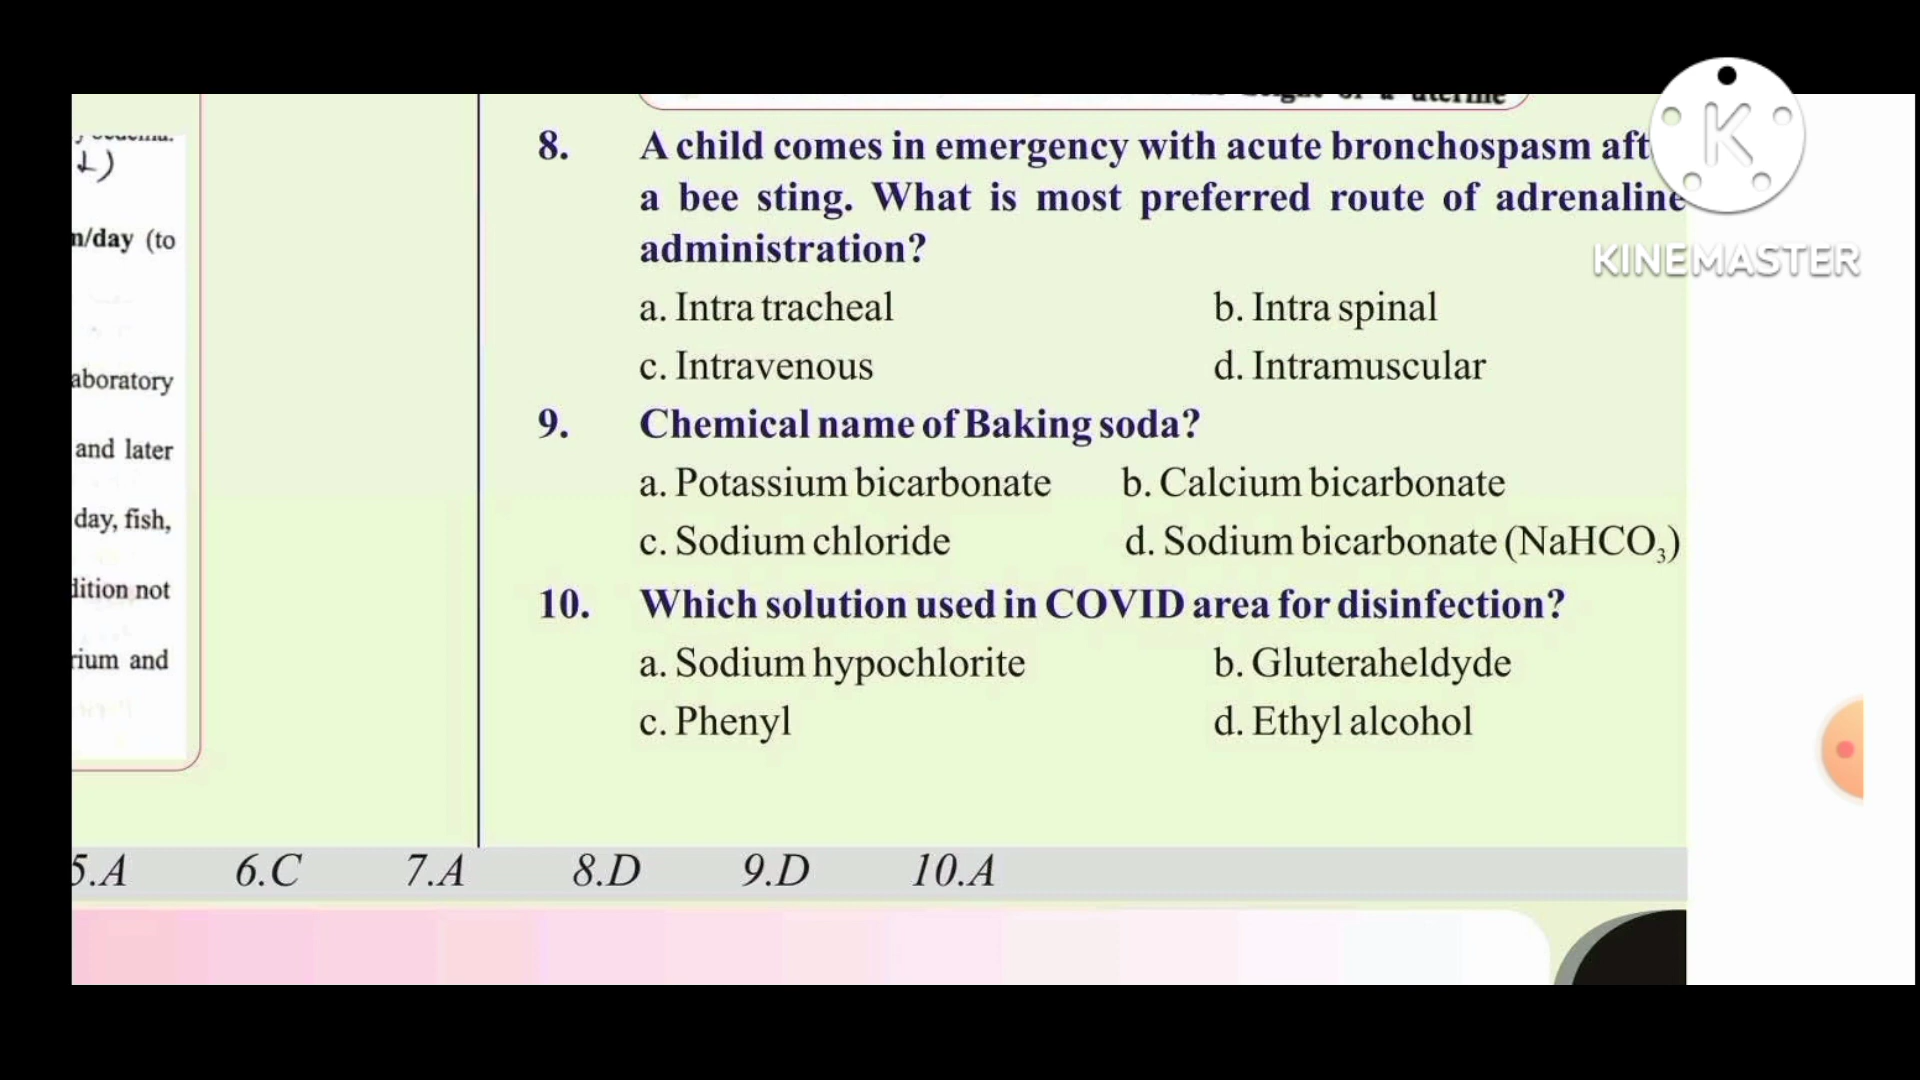 n/day (to
aboratory
and later
day, fish,
dition not
rium and
8. A child comes in emergency with acute bronchospasm aft
a bee sting. What is most preferred route of adrenaline
administration?
a. Intra tracheal b. Intra spinal
c. Intravenous d. Intramuscular
9. Chemical name of Baking soda?
a. Potassium bicarbonate b. Calcium bicarbonate
c. Sodium chloride d. Sodium bicarbonate (NaHCO₃)
10. Which solution used in COVID area for disinfection?
a. Sodium hypochlorite b. Gluteraheldyde
c. Phenyl d. Ethyl alcohol
5.A 6.C 7.A 8.D 9.D 10.A
K
KINEMASTER